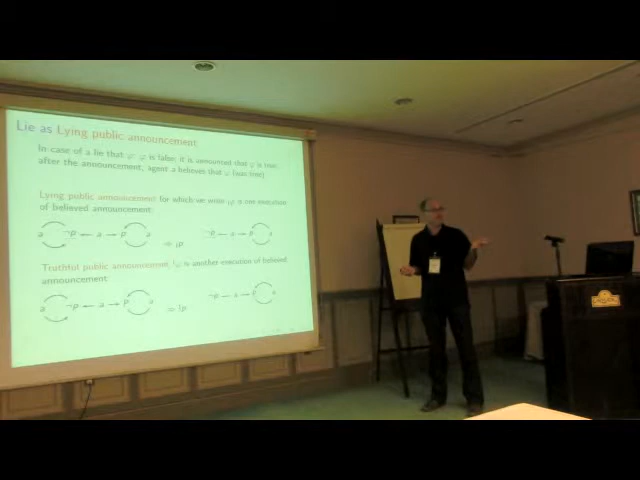 Lie as Lying public announcement
In case of a lie that φ: φ is false, it is announced that φ is true,
after the announcement, agent a believes that φ (was true)
Lying public announcement for which we write ¡φ is one execution
of believed announcement:
a ¬p ← a → p a ⇒ ¡p ¬p — a → p a
Truthful public announcement, !φ is another execution of believed
announcement:
a ¬p ← a → p a ⇒ !p ¬p — a → p a